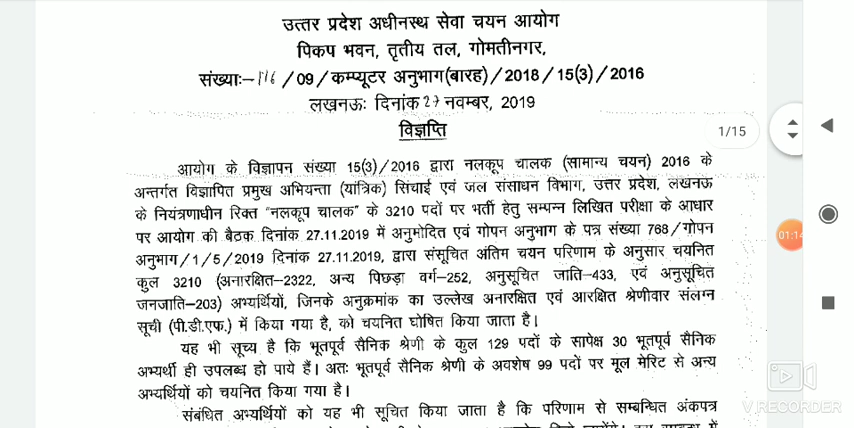 उत्तर प्रदेश अधीनस्थ सेवा चयन आयोग
पिकप भवन, तृतीय तल, गोमतीनगर,
संख्याः-116/09/कम्प्यूटर अनुभाग(बारह)/2018/15(3)/2016
लखनऊः दिनांक 27 नवम्बर, 2019
विज्ञप्ति
1/15
आयोग के विज्ञापन संख्या 15(3)/2016 द्वारा नलकूप चालक (सामान्य चयन) 2016 के
अन्तर्गत विज्ञापित प्रमुख अभियन्ता (यांत्रिक) सिंचाई एवं जल संसाधन विभाग, उत्तर प्रदेश, लखनऊ
के नियंत्रणाधीन रिक्त "नलकूप चालक" के 3210 पदों पर भर्ती हेतु सम्पन्न लिखित परीक्षा के आधार
पर आयोग की बैठक दिनांक 27.11.2019 में अनुमोदित एवं गोपन अनुभाग के पत्र संख्या 768/गोपन
अनुभाग/1/5/2019 दिनांक 27.11.2019, द्वारा संसूचित अंतिम चयन परिणाम के अनुसार चयनित
कुल 3210 (अनारक्षित-2322, अन्य पिछड़ा वर्ग-252, अनुसूचित जाति-433, एवं अनुसूचित
जनजाति-203) अभ्यर्थियों, जिनके अनुक्रमांक का उल्लेख अनारक्षित एवं आरक्षित श्रेणीवार संलग्न
सूची (पी.डी.एफ.) में किया गया है, को चयनित घोषित किया जाता है।
यह भी सूच्य है कि भूतपूर्व सैनिक श्रेणी के कुल 129 पदों के सापेक्ष 30 भूतपूर्व सैनिक
अभ्यर्थी ही उपलब्ध हो पाये हैं। अतः भूतपूर्व सैनिक श्रेणी के अवशेष 99 पदों पर मूल मेरिट से अन्य
अभ्यर्थियों को चयनित किया गया है।
संबंधित अभ्यर्थियों को यह भी सूचित किया जाता है कि परिणाम से सम्बन्धित अंकपत्र
01:14
V.RECORDER